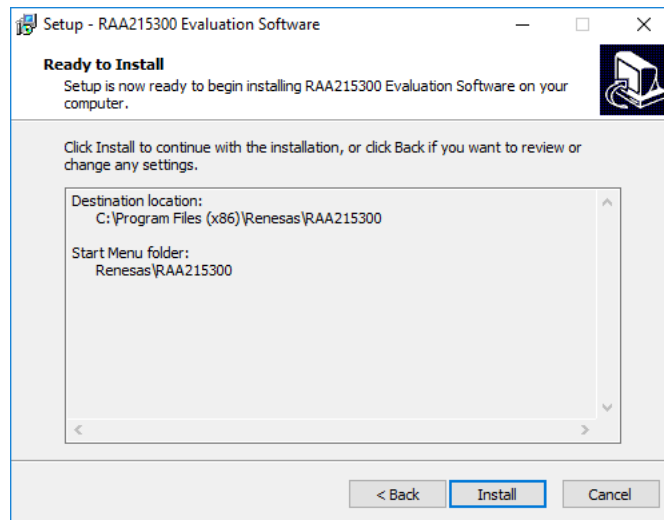 Setup - RAA215300 Evaluation Software
Ready to Install
Setup is now ready to begin installing RAA215300 Evaluation Software on your
computer.
Click Install to continue with the installation, or click Back if you want to review or
change any settings.
Destination location:
C:\Program Files (x86)\Renesas\RAA215300
Start Menu folder:
Renesas\RAA215300
< Back
Install
Cancel